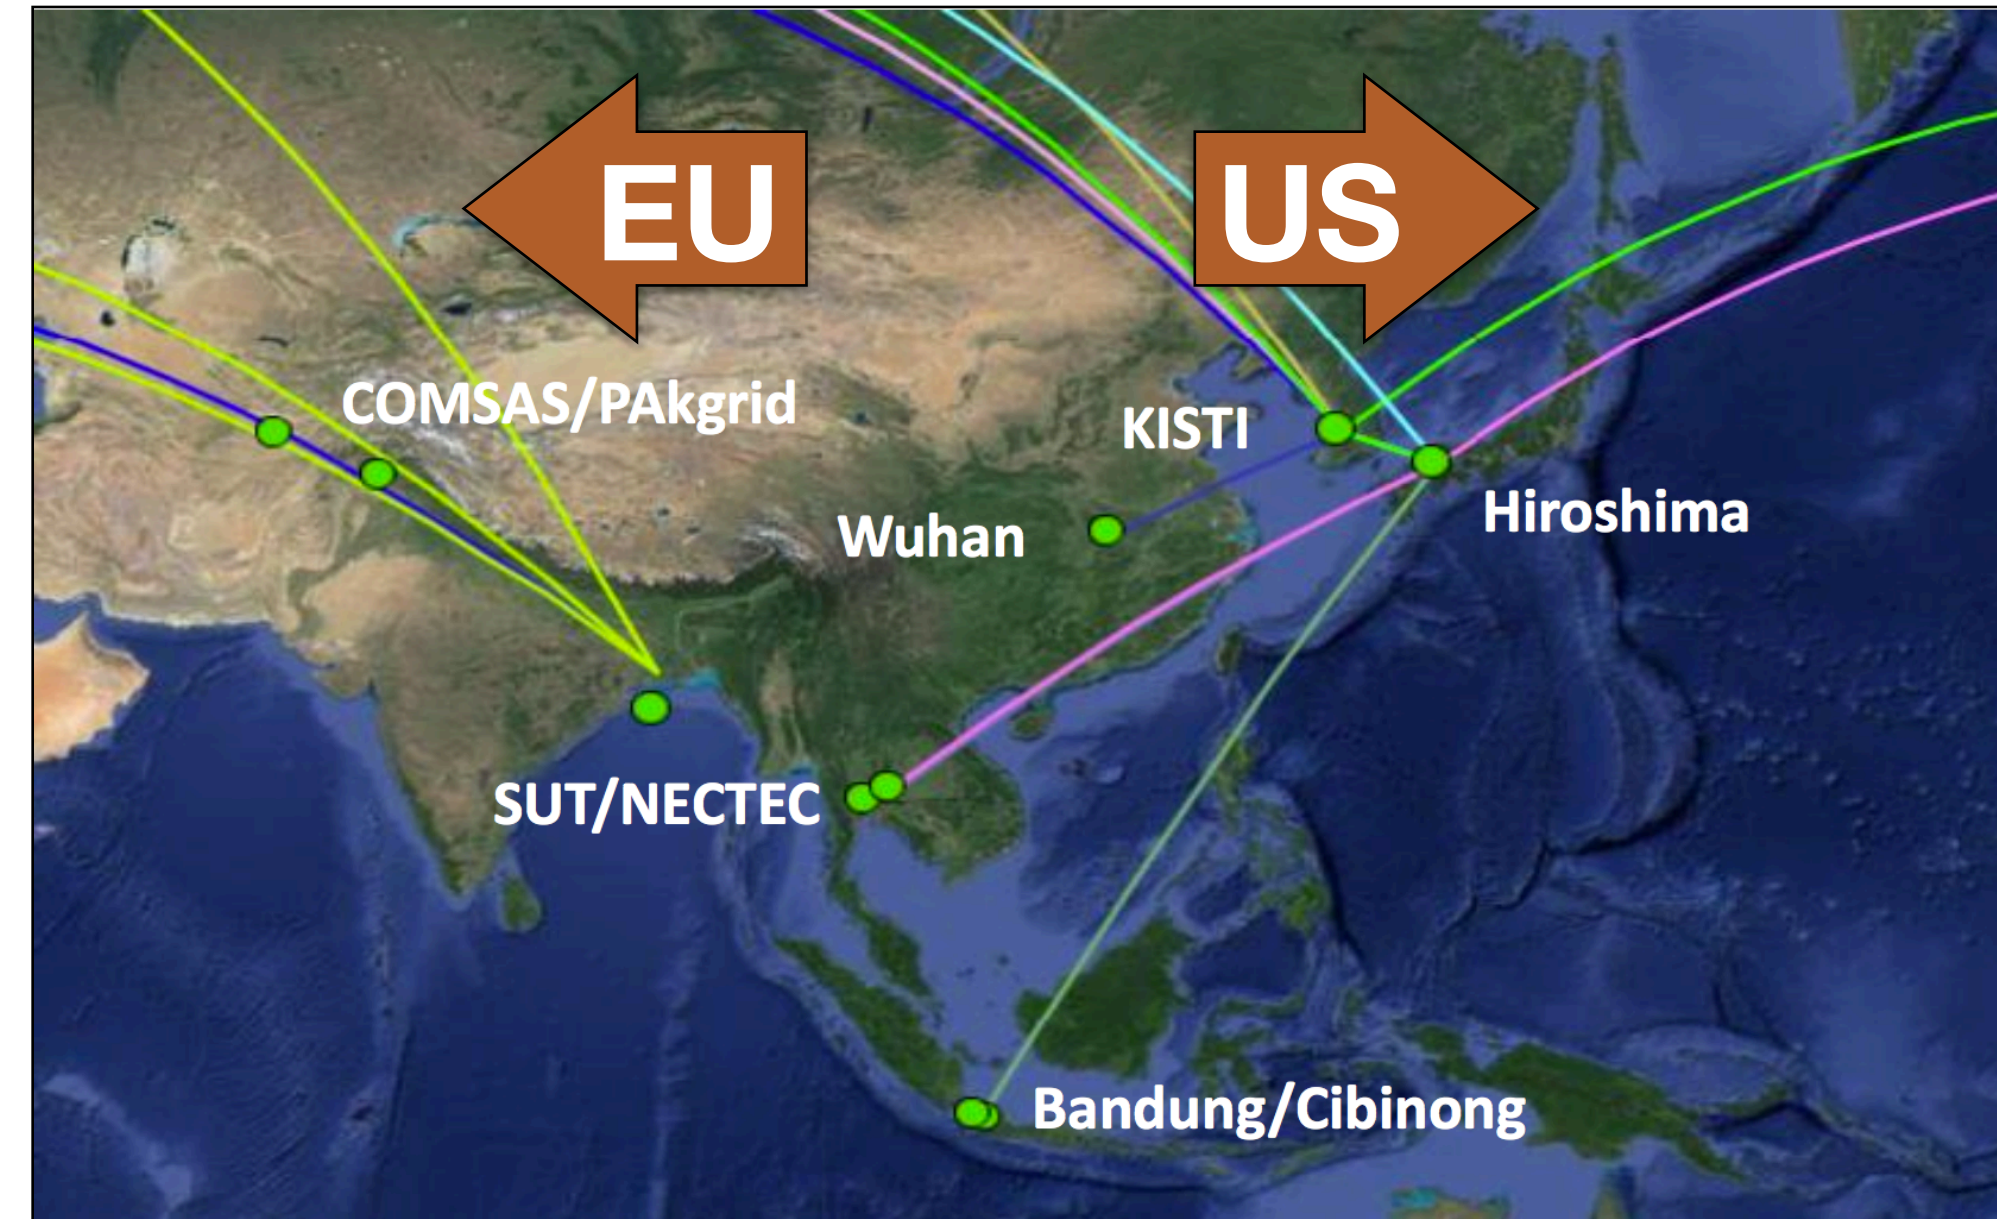 EU
US
COMSAS/PAkgrid
KISTI
Wuhan
Hiroshima
SUT/NECTEC
Bandung/Cibinong